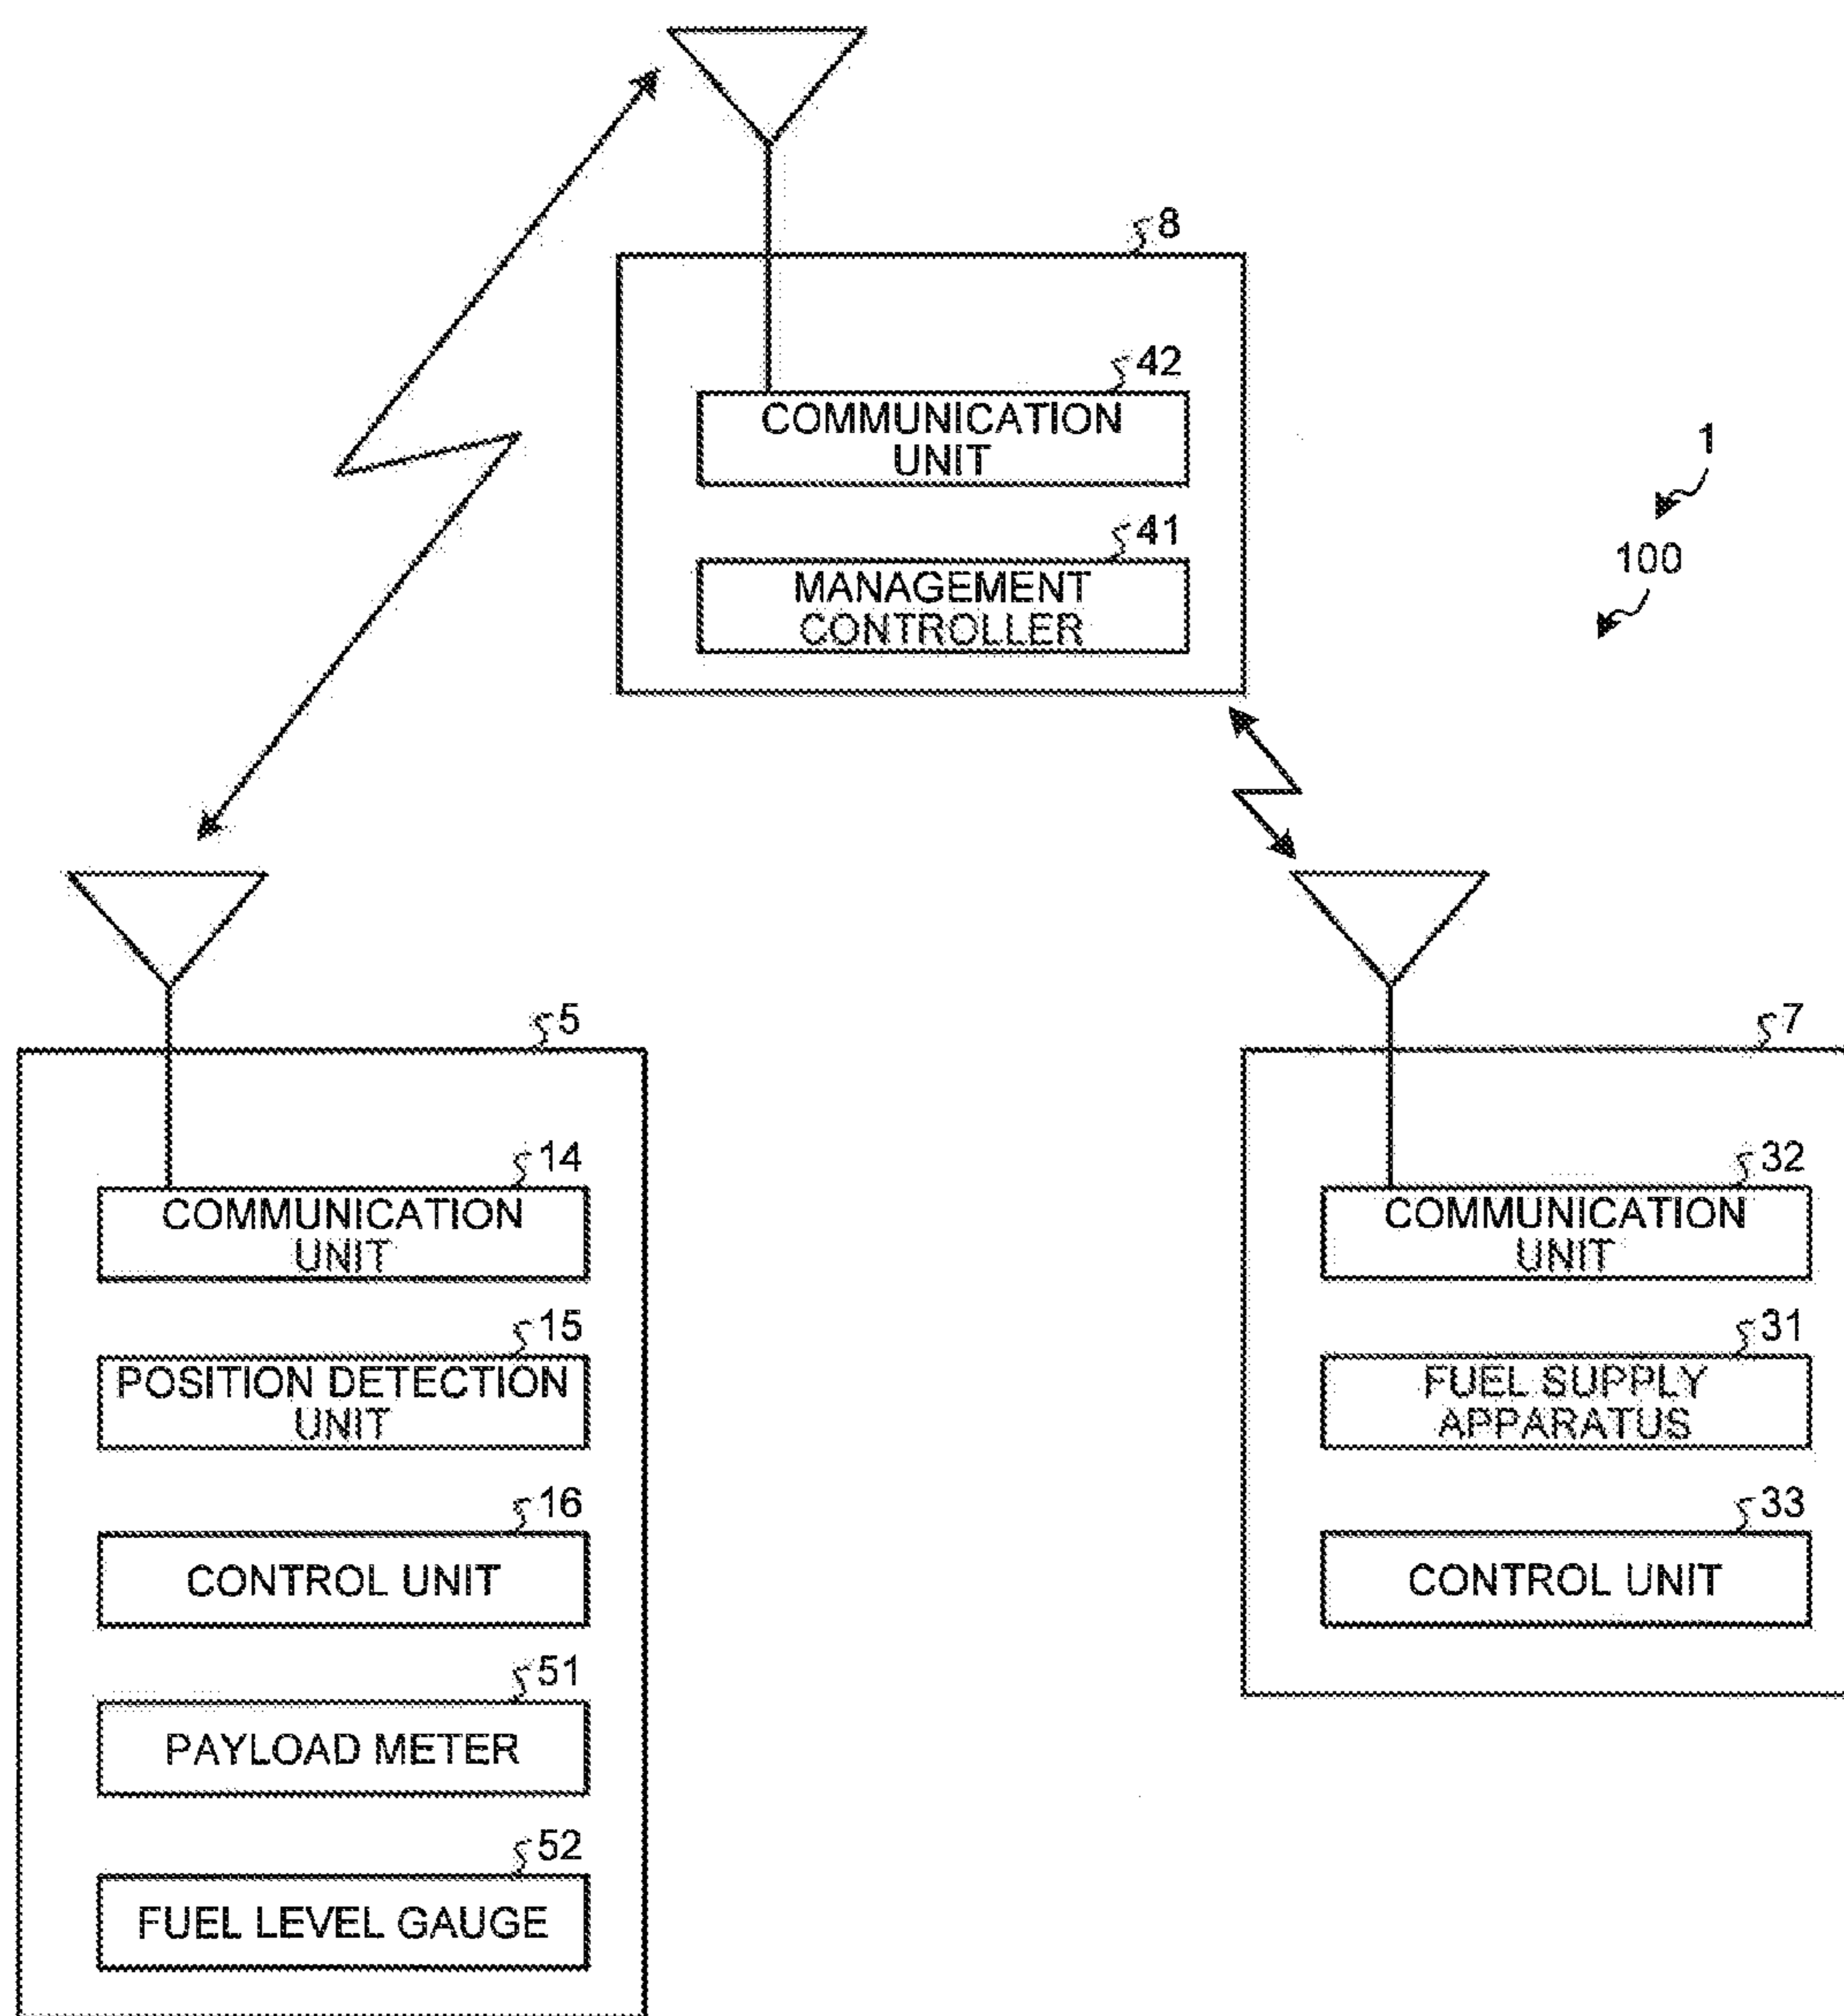 8
42
COMMUNICATION
UNIT
41
MANAGEMENT
CONTROLLER
1
100
5
14
COMMUNICATION
UNIT
15
POSITION DETECTION
UNIT
16
CONTROL UNIT
51
PAYLOAD METER
52
FUEL LEVEL GAUGE
7
32
COMMUNICATION
UNIT
31
FUEL SUPPLY
APPARATUS
33
CONTROL UNIT